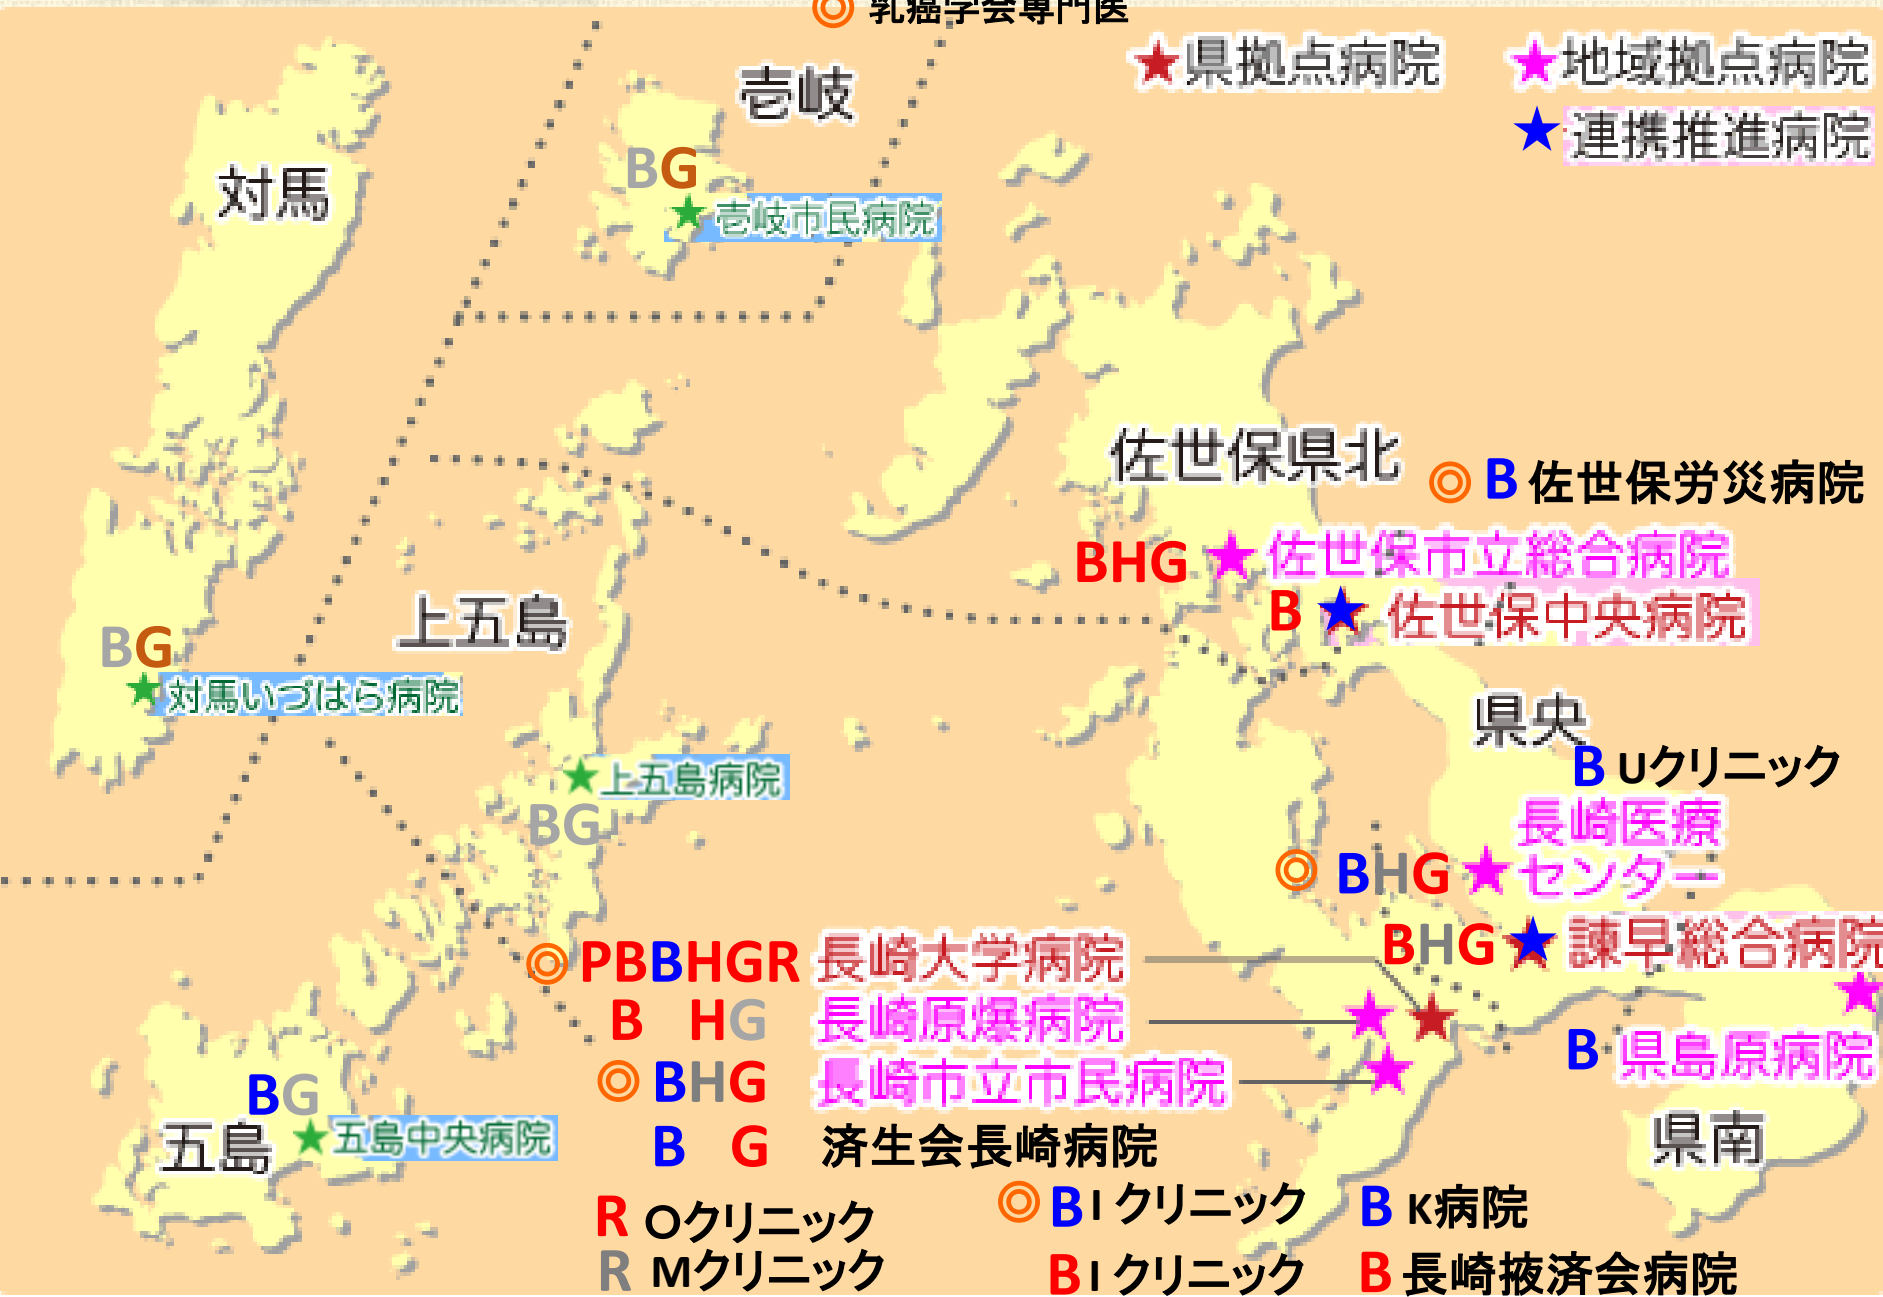 ◎ 乳癌学会専門医
★県拠点病院 ★地域拠点病院
★連携推進病院
壱岐
対馬
BG
★壱岐市民病院
佐世保県北
◎ B 佐世保労災病院
BHG ★佐世保市立総合病院
B ★佐世保中央病院
上五島
BG
★対馬いづはら病院
県央
B Uクリニック
★上五島病院
BG
長崎医療
◎ BHG ★センター
BHG ★諫早総合病院
◎ PBBHGR 長崎大学病院
B HG 長崎原爆病院
◎ BHG 長崎市立市民病院
B 県島原病院
BG
五島 ★五島中央病院
県南
B G 済生会長崎病院
R Oクリニック
◎ B I クリニック B K病院
R Mクリニック
B I クリニック B 長崎掖済会病院